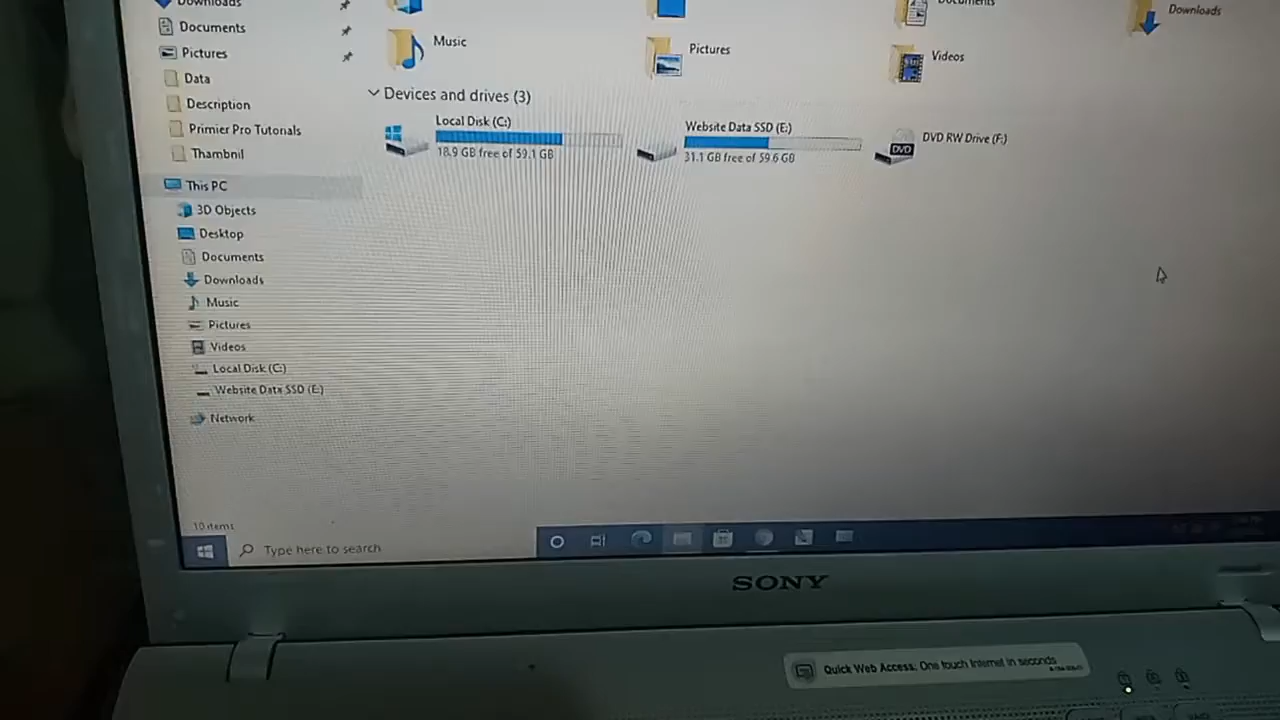 Downloads
Documents
Pictures
Data
Description
Primier Pro Tutorials
Thambnil
This PC
3D Objects
Desktop
Documents
Downloads
Music
Pictures
Videos
Local Disk (C:)
Website Data SSD (E:)
Network
Documents
Downloads
Music
Pictures
Videos
Devices and drives (3)
Local Disk (C:)
18.9 GB free of 59.1 GB
Website Data SSD (E:)
31.1 GB free of 59.6 GB
DVD RW Drive (F:)
DVD
10 items
Type here to search
SONY
Quick Web Access. One touch Internet in seconds